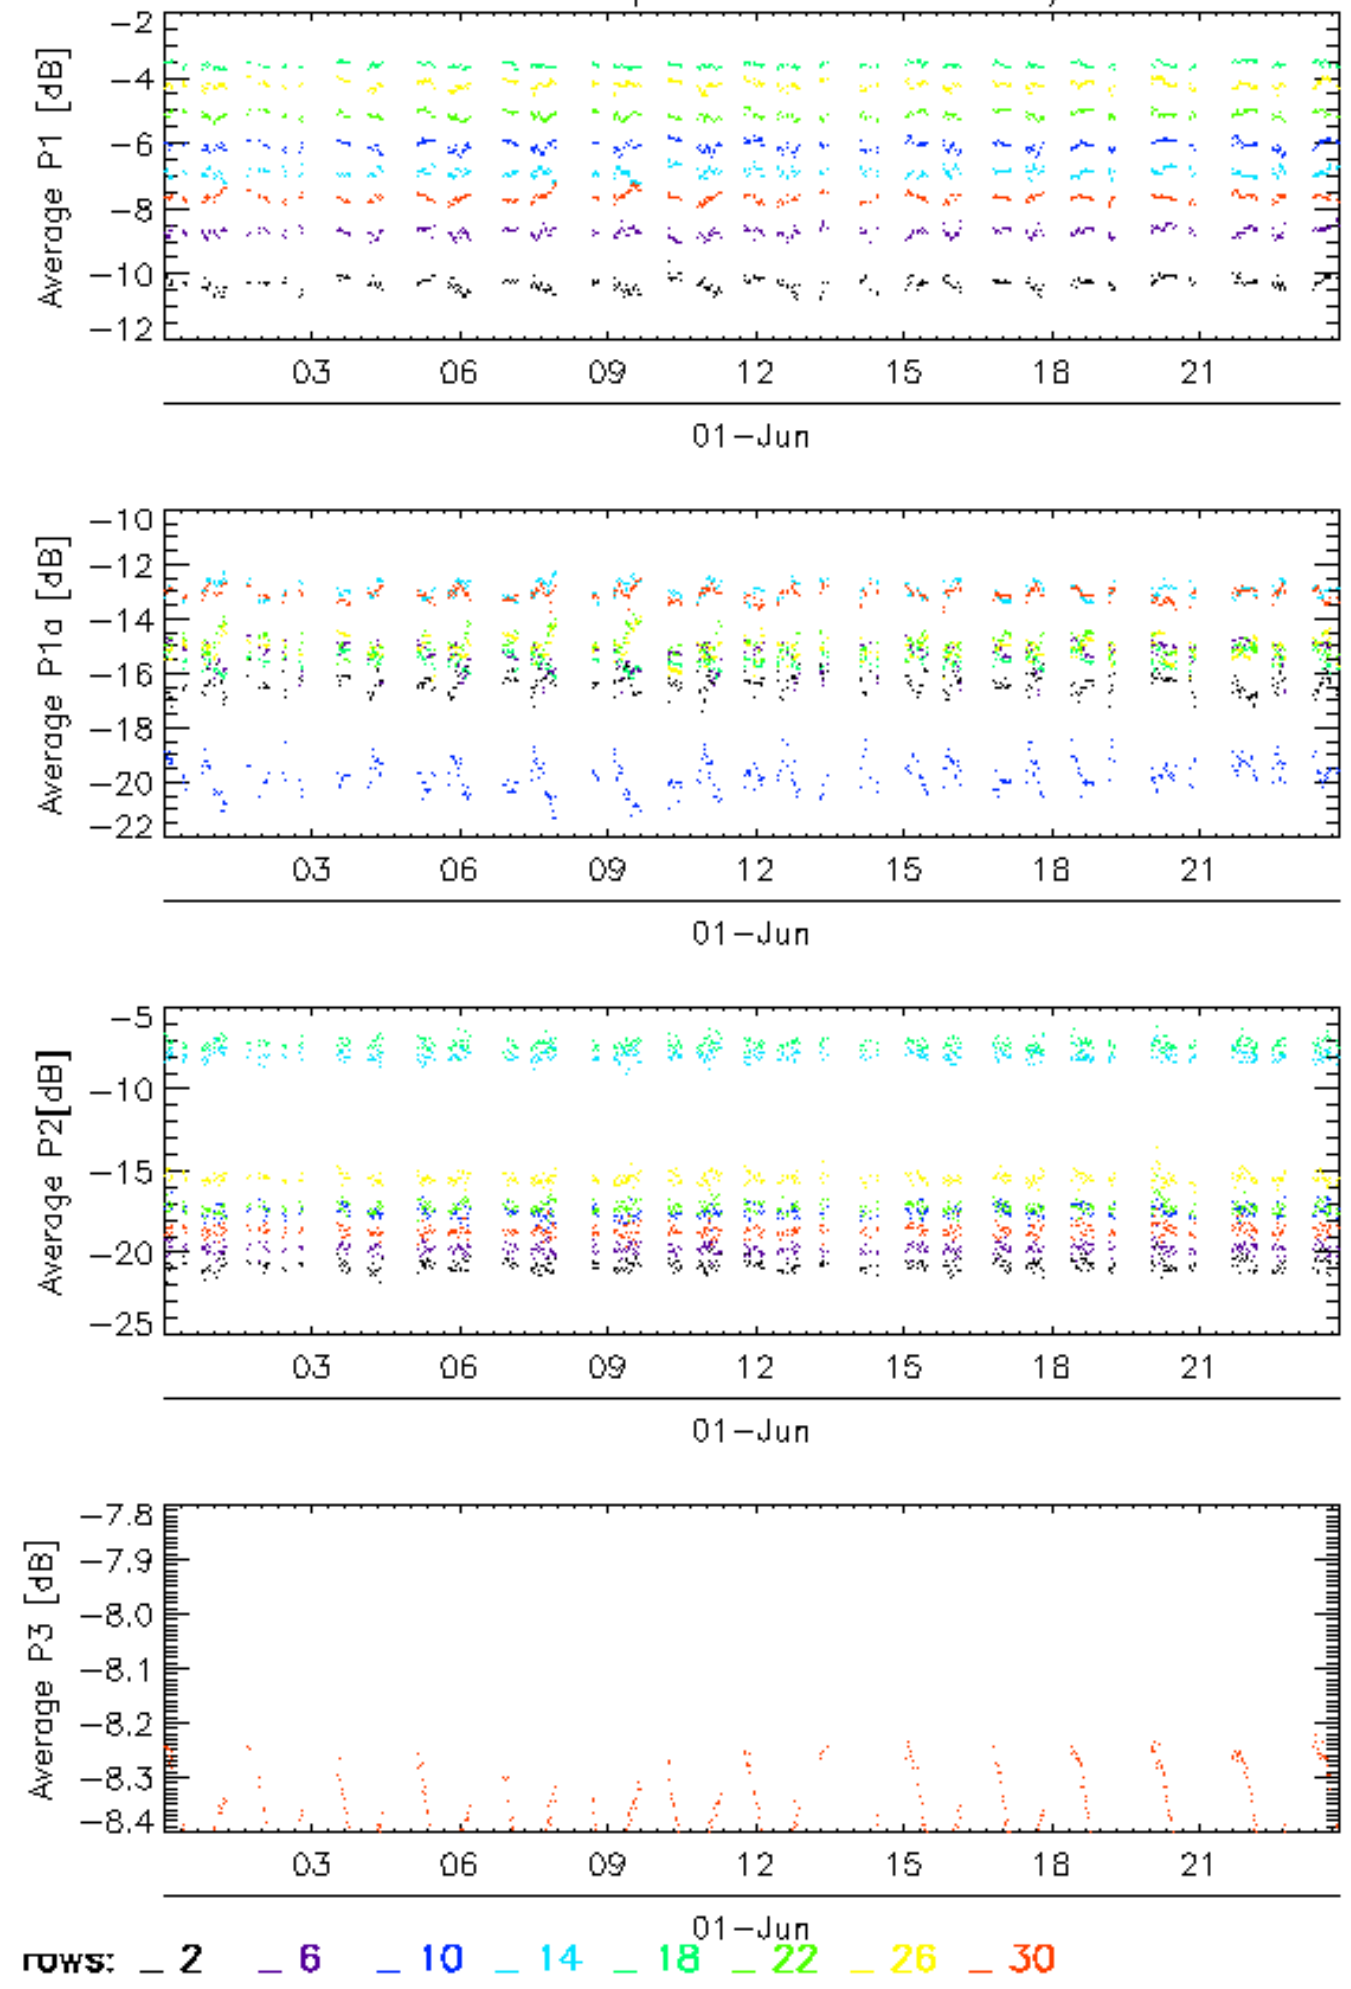 Average P1 [dB]
-2
-4
-6
-8
-10
-12
03 06 09 12 15 18 21
01-Jun
Average P1a [dB]
-10
-12
-14
-16
-18
-20
-22
03 06 09 12 15 18 21
01-Jun
Average P2[dB]
-5
-10
-15
-20
-25
03 06 09 12 15 18 21
01-Jun
Average P3 [dB]
-7.8
-7.9
-8.0
-8.1
-8.2
-8.3
-8.4
03 06 09 12 15 18 21
01-Jun
rows: _ 2 _ 6 _ 10 _ 14 _ 18 _ 22 _ 26 _ 30